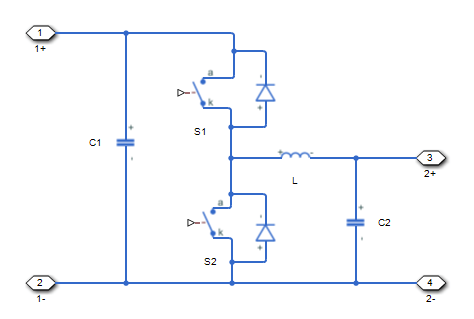 1
1+
a
-
k
+
S1
C1
+
-
+
-
L
3
2+
a
-
k
+
S2
+
-
C2
2
1-
4
2-